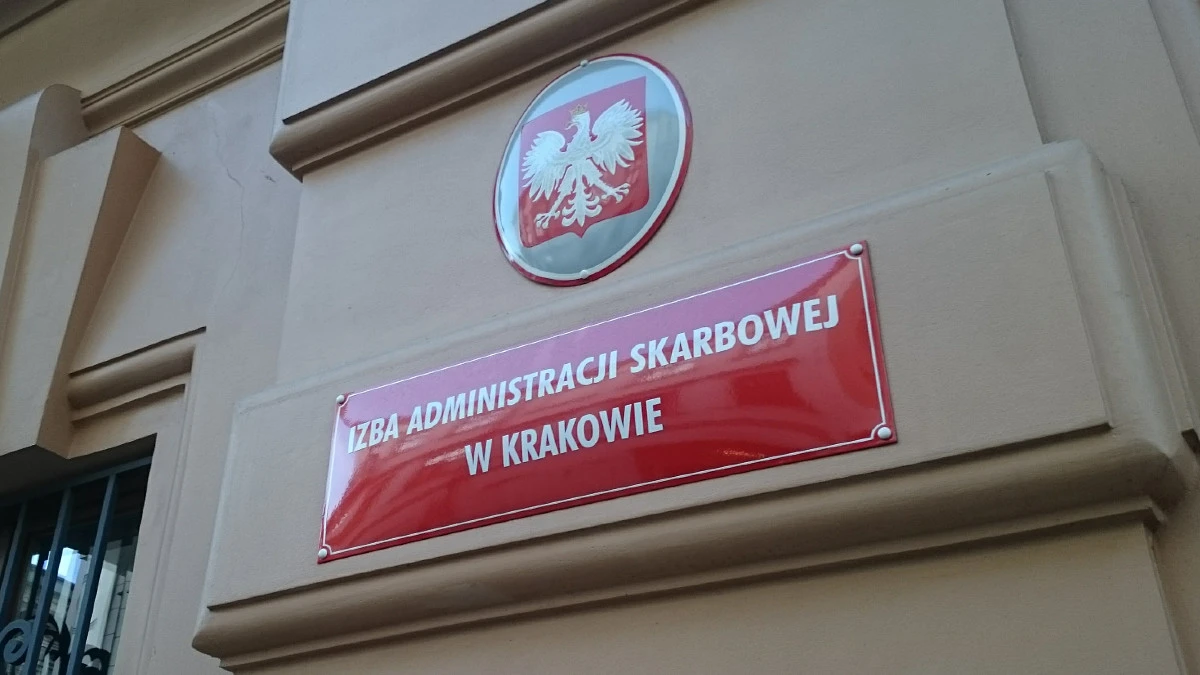 IZBA ADMINISTRACJI SKARBOWEJ
W KRAKOWIE